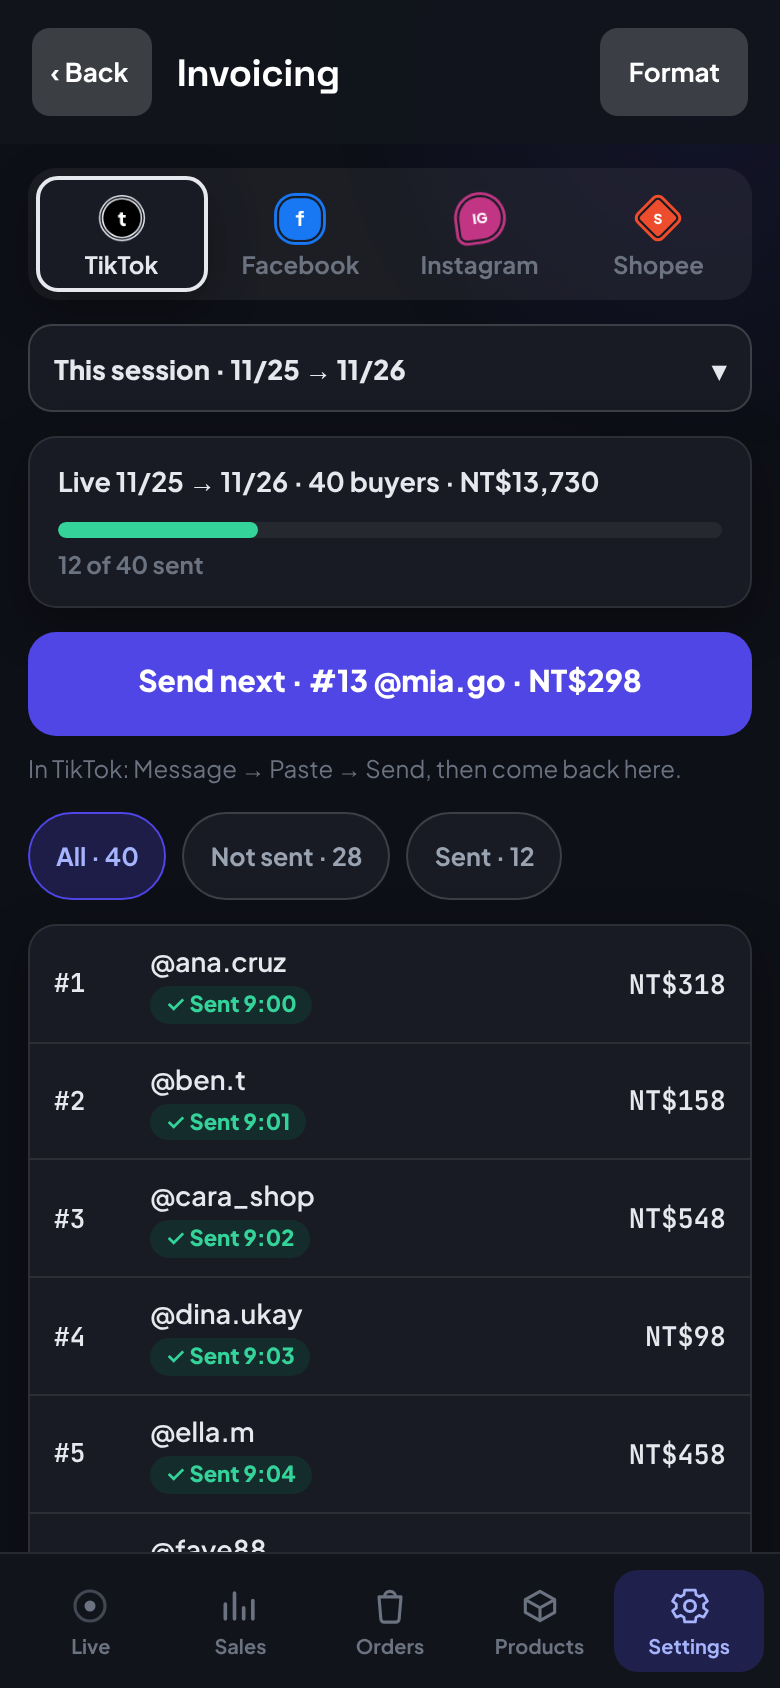 ‹ Back
Invoicing
Format
t
f
IG
S
TikTok
Facebook
Instagram
Shopee
This session · 11/25 → 11/26
▼
Live 11/25 → 11/26 · 40 buyers · NT$13,730
12 of 40 sent
Send next · #13 @mia.go · NT$298
In TikTok: Message → Paste → Send, then come back here.
All · 40
Not sent · 28
Sent · 12
#1
@ana.cruz
✓ Sent 9:00
NT$318
#2
@ben.t
✓ Sent 9:01
NT$158
#3
@cara_shop
✓ Sent 9:02
NT$548
#4
@dina.ukay
✓ Sent 9:03
NT$98
#5
@ella.m
✓ Sent 9:04
NT$458
@faye88
Live
Sales
Orders
Products
Settings